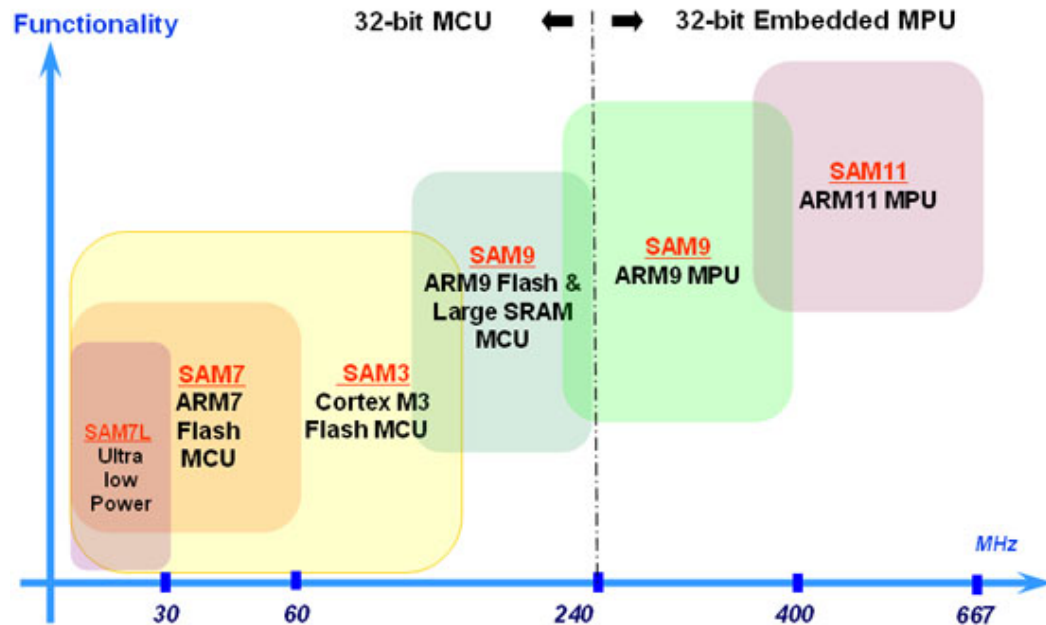 32-bit MCU
32-bit Embedded MPU
Functionality
SAM11
ARM11 MPU
SAM9
ARM9 Flash &
Large SRAM
MCU
SAM9
ARM9 MPU
SAM7
ARM7
Flash
MCU
SAM3
Cortex M3
Flash MCU
SAM7L
Ultra
low
Power
MHz
30
60
240
400
667